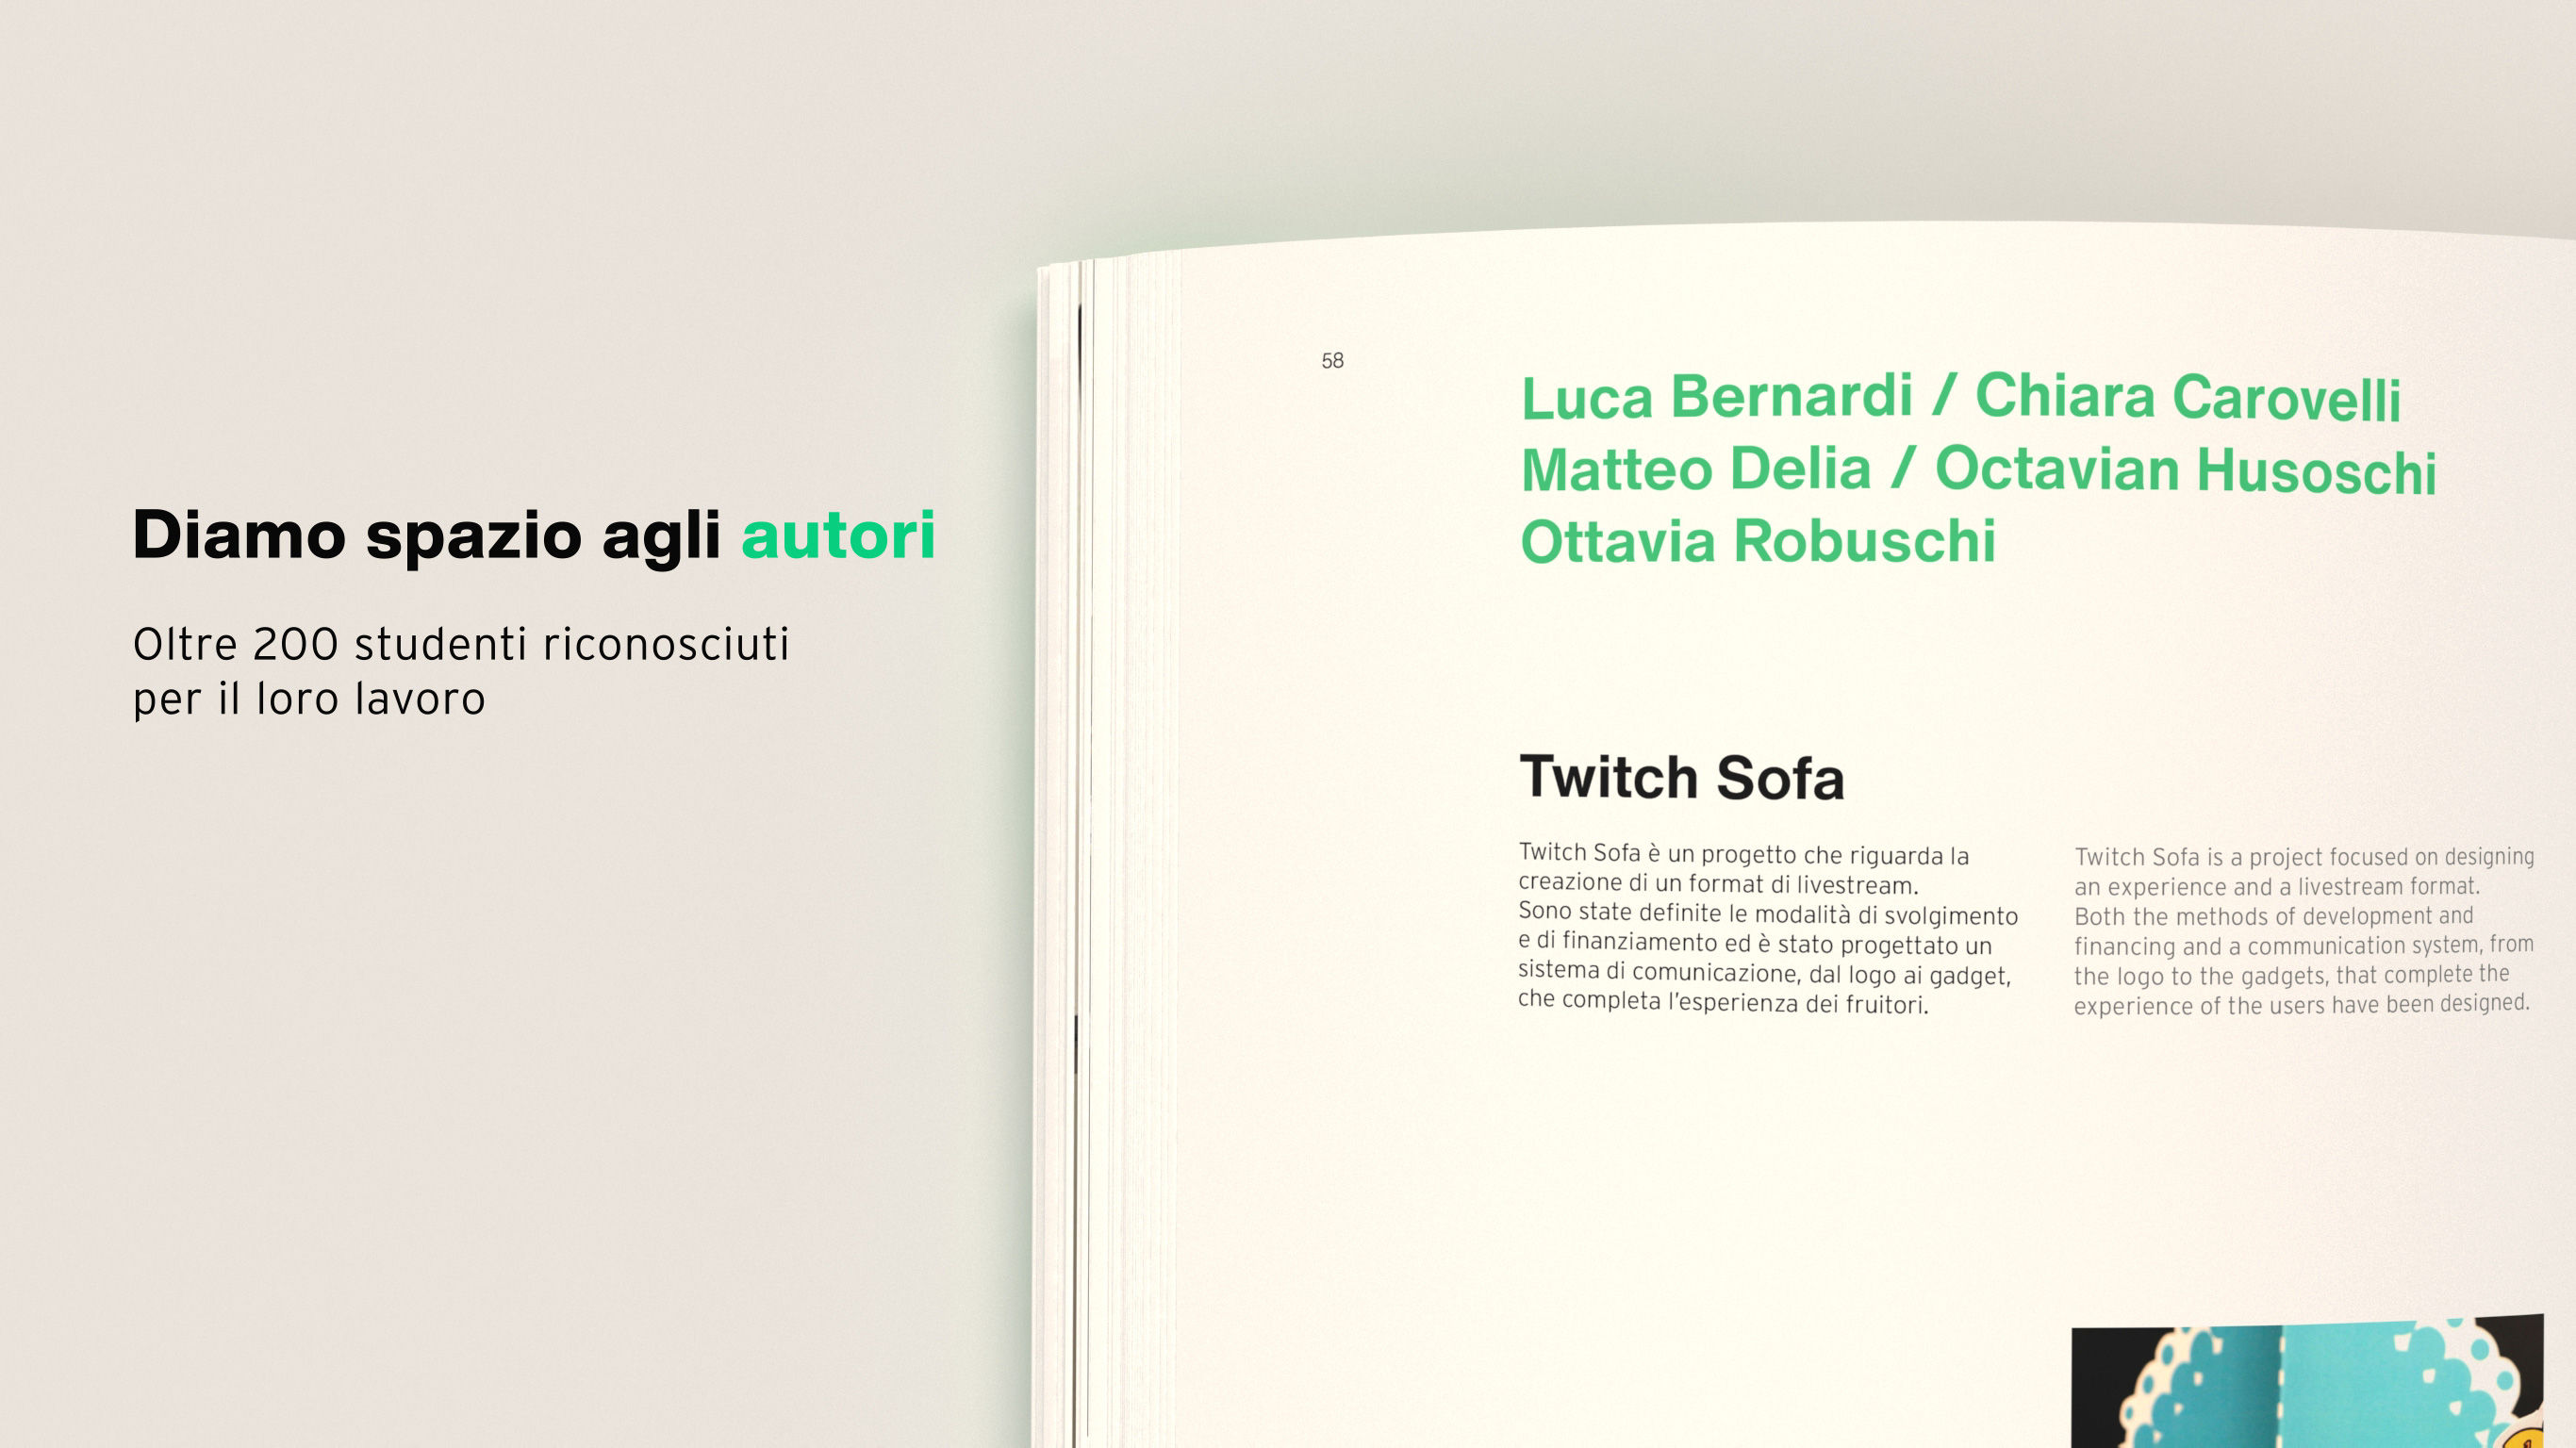 Diamo spazio agli autori
Oltre 200 studenti riconosciuti
per il loro lavoro
58
Luca Bernardi / Chiara Carovelli
Matteo Delia / Octavian Husoschi
Ottavia Robuschi
Twitch Sofa
Twitch Sofa è un progetto che riguarda la
creazione di un format di livestream.
Sono state definite le modalità di svolgimento
e di finanziamento ed è stato progettato un
sistema di comunicazione, dal logo ai gadget,
che completa l'esperienza dei fruitori.
Twitch Sofa is a project focused on designing
an experience and a livestream format.
Both the methods of development and
financing and a communication system, from
the logo to the gadgets, that complete the
experience of the users have been designed.